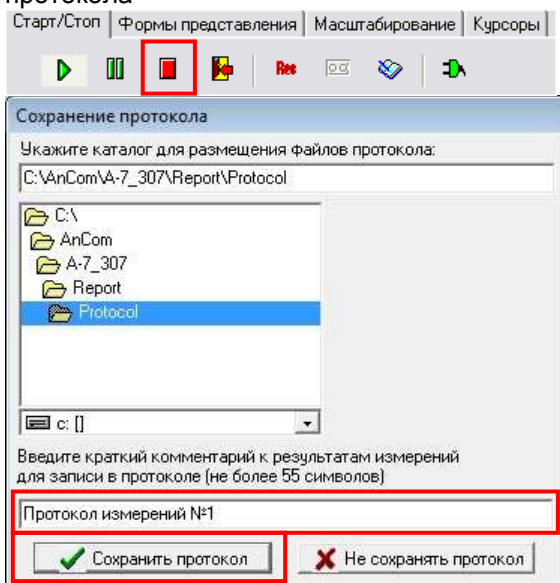 протокола
Старт/Стоп Формы представления Масштабирование Курсоры
Rec
Сохранение протокола
Укажите каталог для размещения файлов протокола:
C:\AnCom\A-7_307\Report\Protocol
C:\
AnCom
A-7_307
Report
Protocol
c: []
Введите краткий комментарий к результатам измерений
для записи в протоколе (не более 55 символов)
Протокол измерений №1
Сохранить протокол Не сохранять протокол